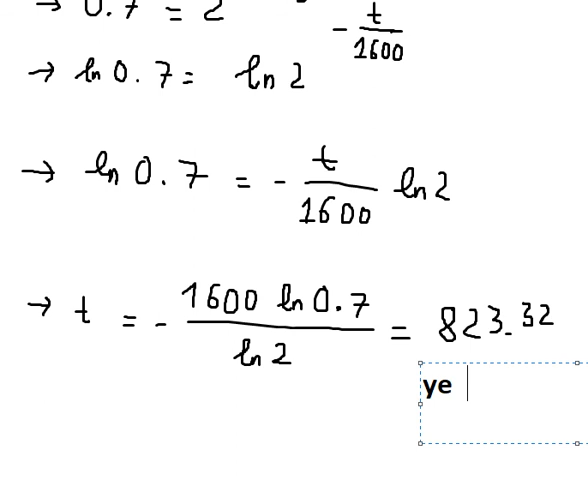 → 0.7 = 2
→ ln 0.7 = ln 2^(-t/1600)
→ ln 0.7 = - t/1600 ln 2
→ t = - 1600 ln 0.7 / ln 2 = 823.32
ye